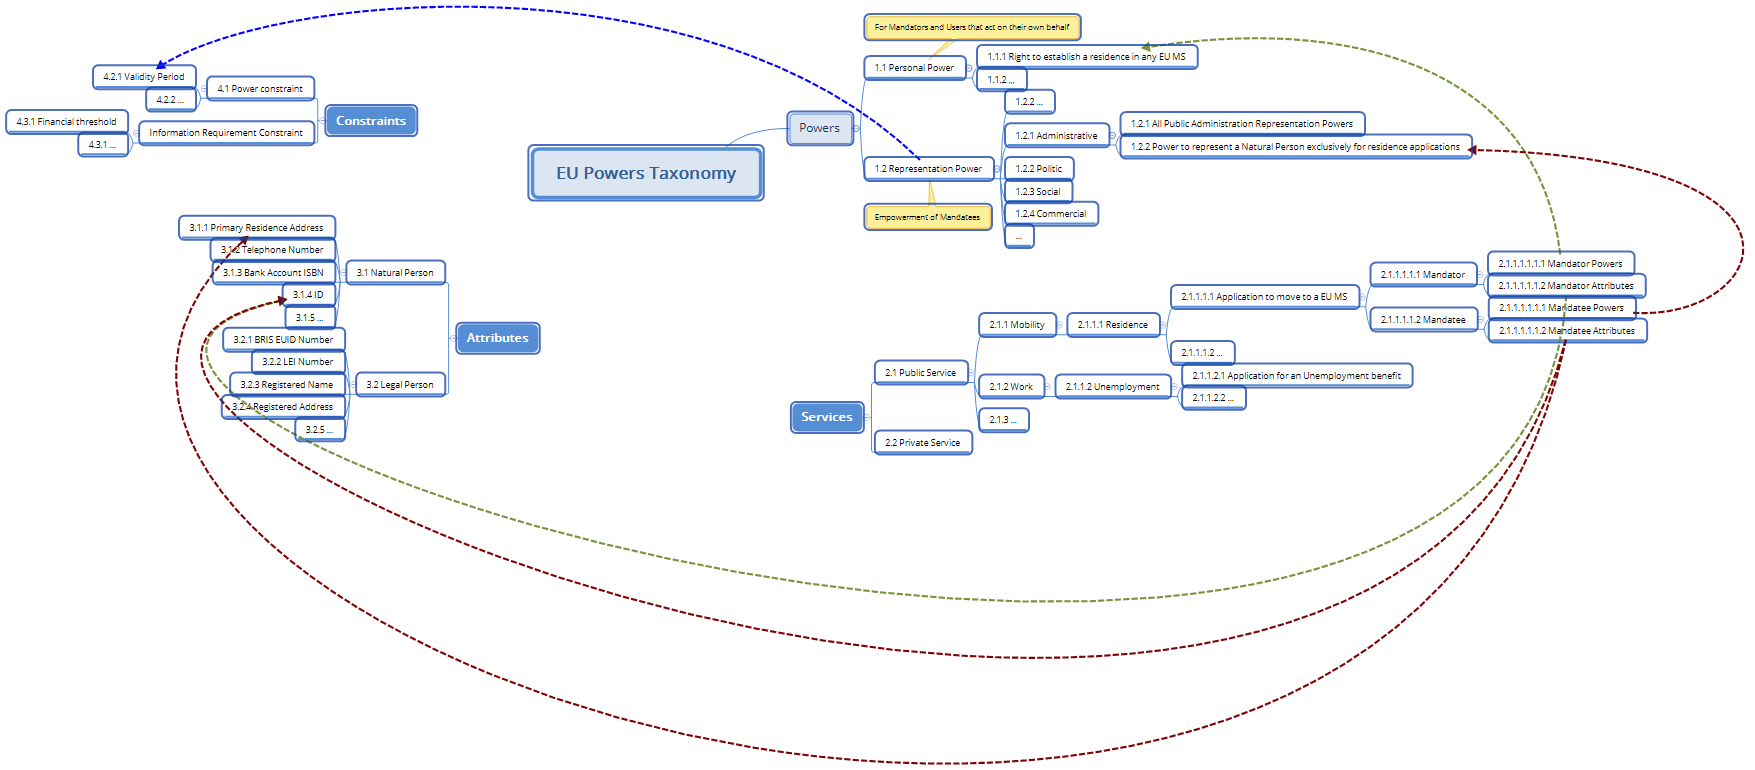 EU Powers Taxonomy
Powers
For Mandators and Users that act on their own behalf
1.1 Personal Power
1.1.1 Right to establish a residence in any EU MS
1.1.2 ...
1.2 Representation Power
Empowerment of Mandatees
1.2.2 ...
1.2.1 Administrative
1.2.1 All Public Administration Representation Powers
1.2.2 Power to represent a Natural Person exclusively for residence applications
1.2.2 Politic
1.2.3 Social
1.2.4 Commercial
...
Services
2.1 Public Service
2.1.1 Mobility
2.1.1.1 Residence
2.1.1.1.1 Application to move to a EU MS
2.1.1.1.1.1 Mandator
2.1.1.1.1.1.1 Mandator Powers
2.1.1.1.1.1.2 Mandator Attributes
2.1.1.1.1.2 Mandatee
2.1.1.1.1.1.1 Mandatee Powers
2.1.1.1.1.1.2 Mandatee Attributes
2.1.1.1.2 ...
2.1.2 Work
2.1.1.2 Unemployment
2.1.1.2.1 Application for an Unemployment benefit
2.1.1.2.2 ...
2.1.3 ...
2.2 Private Service
Attributes
3.1 Natural Person
3.1.1 Primary Residence Address
3.1.2 Telephone Number
3.1.3 Bank Account ISBN
3.1.4 ID
3.1.5 ...
3.2 Legal Person
3.2.1 BRIS EUID Number
3.2.2 LEI Number
3.2.3 Registered Name
3.2.4 Registered Address
3.2.5 ...
Constraints
4.1 Power constraint
4.2.1 Validity Period
4.2.2 ...
Information Requirement Constraint
4.3.1 Financial threshold
4.3.1 ...